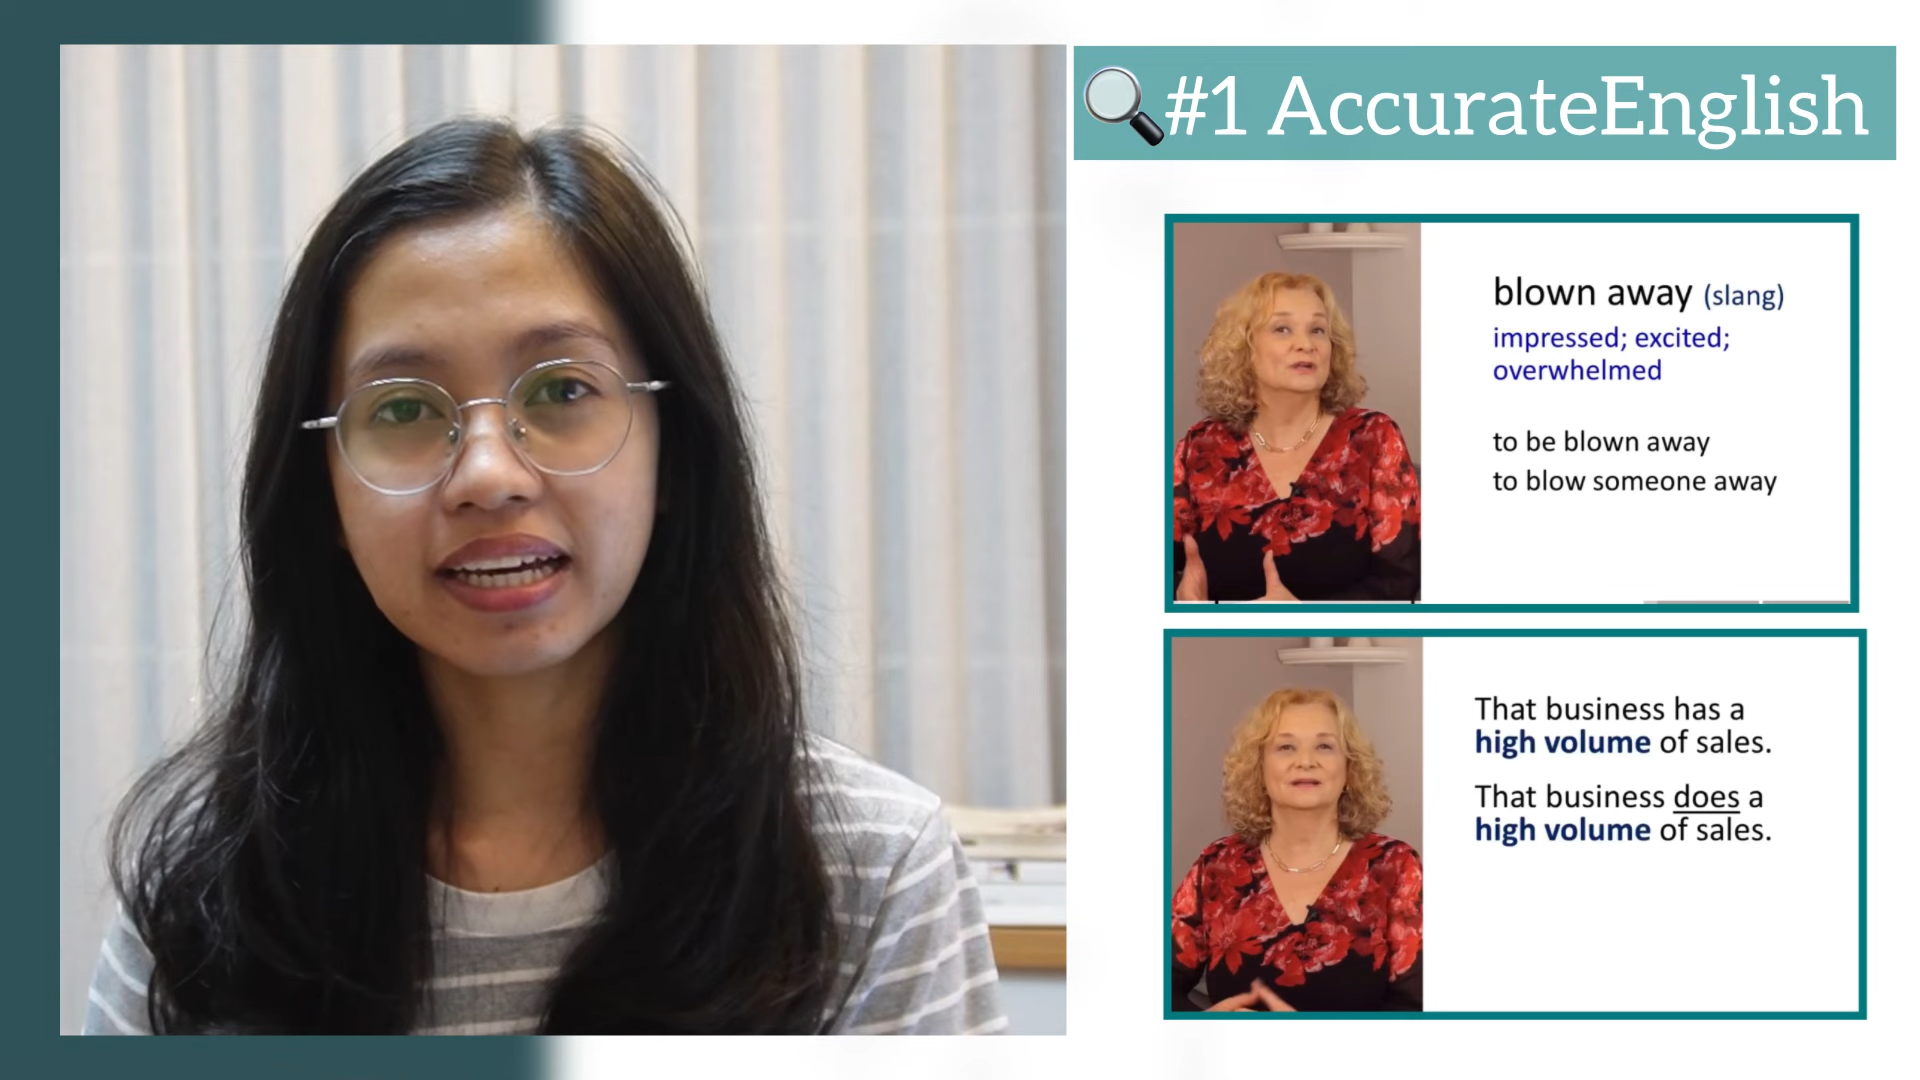 #1 AccurateEnglish
blown away (slang)
impressed; excited;
overwhelmed
to be blown away
to blow someone away
That business has a
high volume of sales.
That business does a
high volume of sales.